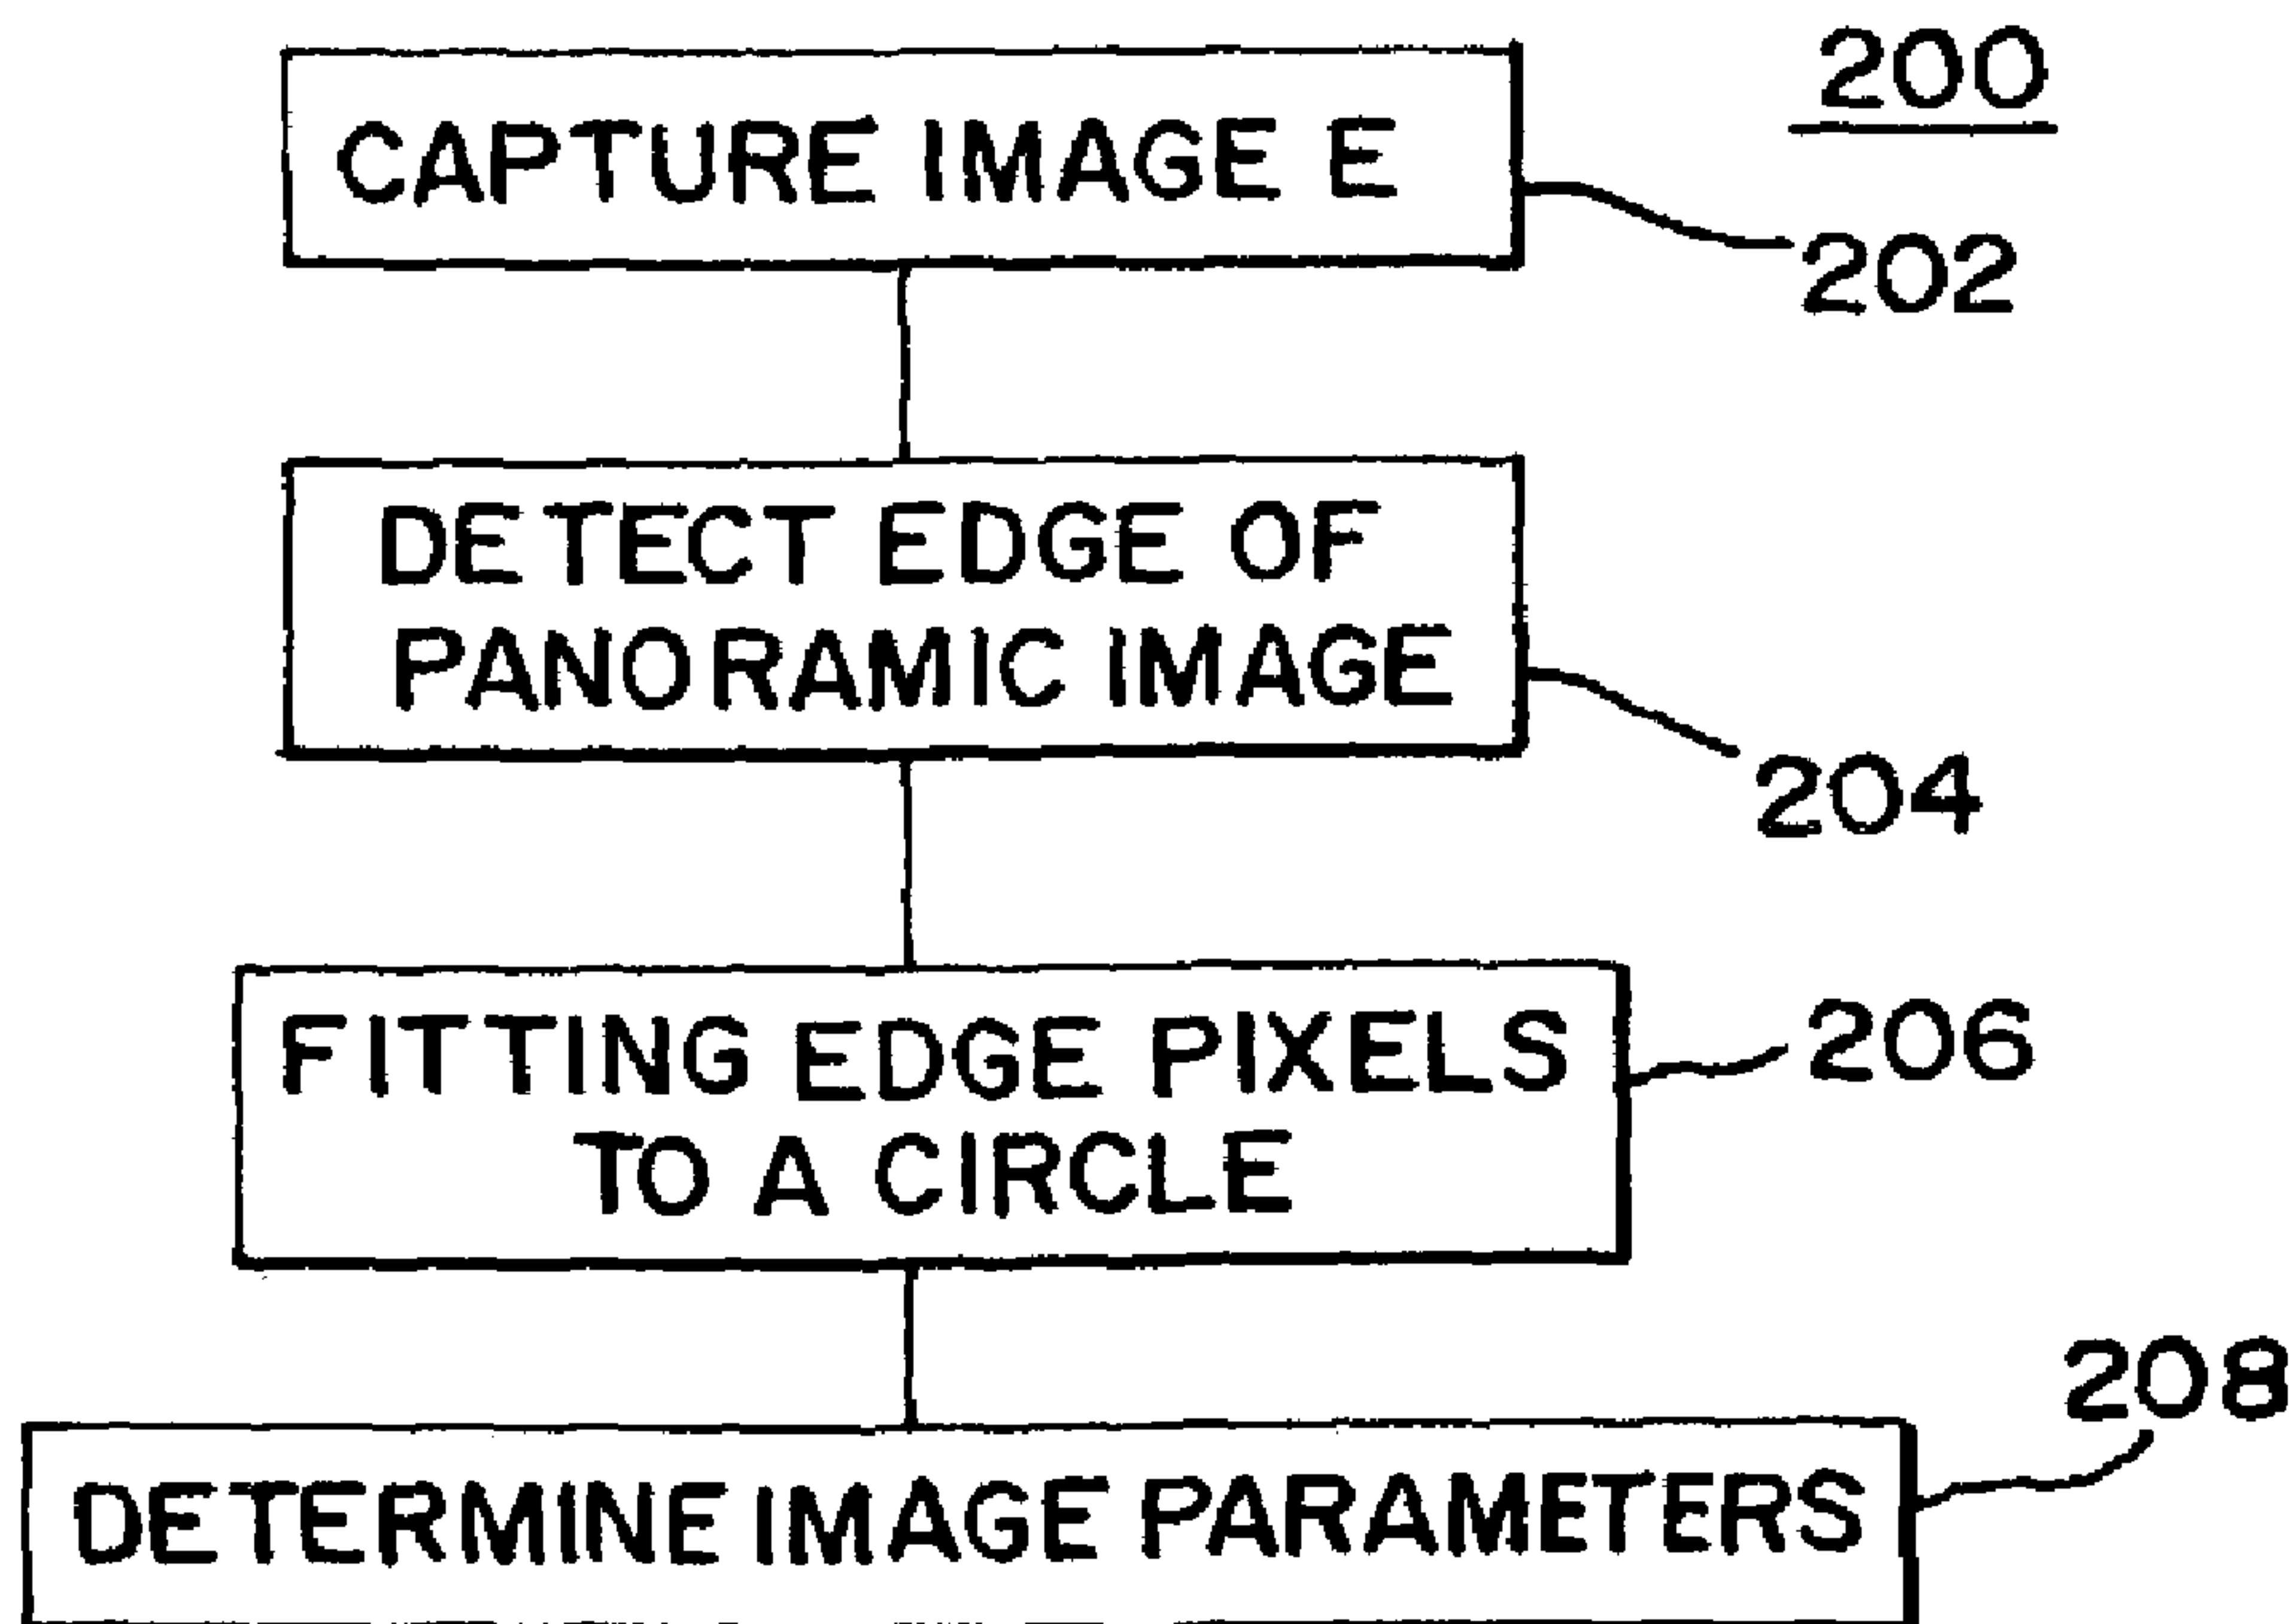 200
CAPTURE IMAGE E
202
DETECT EDGE OF
PANORAMIC IMAGE
204
FITTING EDGE PIXELS
TO A CIRCLE
206
208
DETERMINE IMAGE PARAMETERS